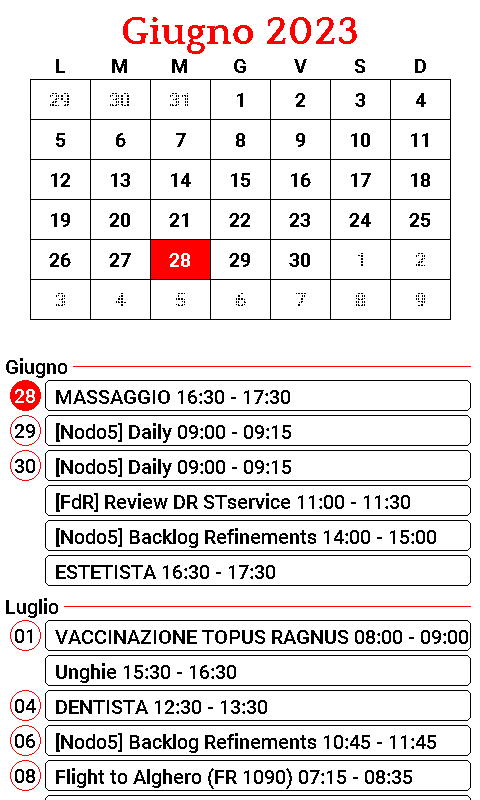 Giugno 2023
L M M G V S D
29 30 31 1 2 3 4
5 6 7 8 9 10 11
12 13 14 15 16 17 18
19 20 21 22 23 24 25
26 27 28 29 30 1 2
3 4 5 6 7 8 9
Giugno
28 MASSAGGIO 16:30 - 17:30
29 [Nodo5] Daily 09:00 - 09:15
30 [Nodo5] Daily 09:00 - 09:15
[FdR] Review DR STservice 11:00 - 11:30
[Nodo5] Backlog Refinements 14:00 - 15:00
ESTETISTA 16:30 - 17:30
Luglio
01 VACCINAZIONE TOPUS RAGNUS 08:00 - 09:00
Unghie 15:30 - 16:30
04 DENTISTA 12:30 - 13:30
06 [Nodo5] Backlog Refinements 10:45 - 11:45
08 Flight to Alghero (FR 1090) 07:15 - 08:35